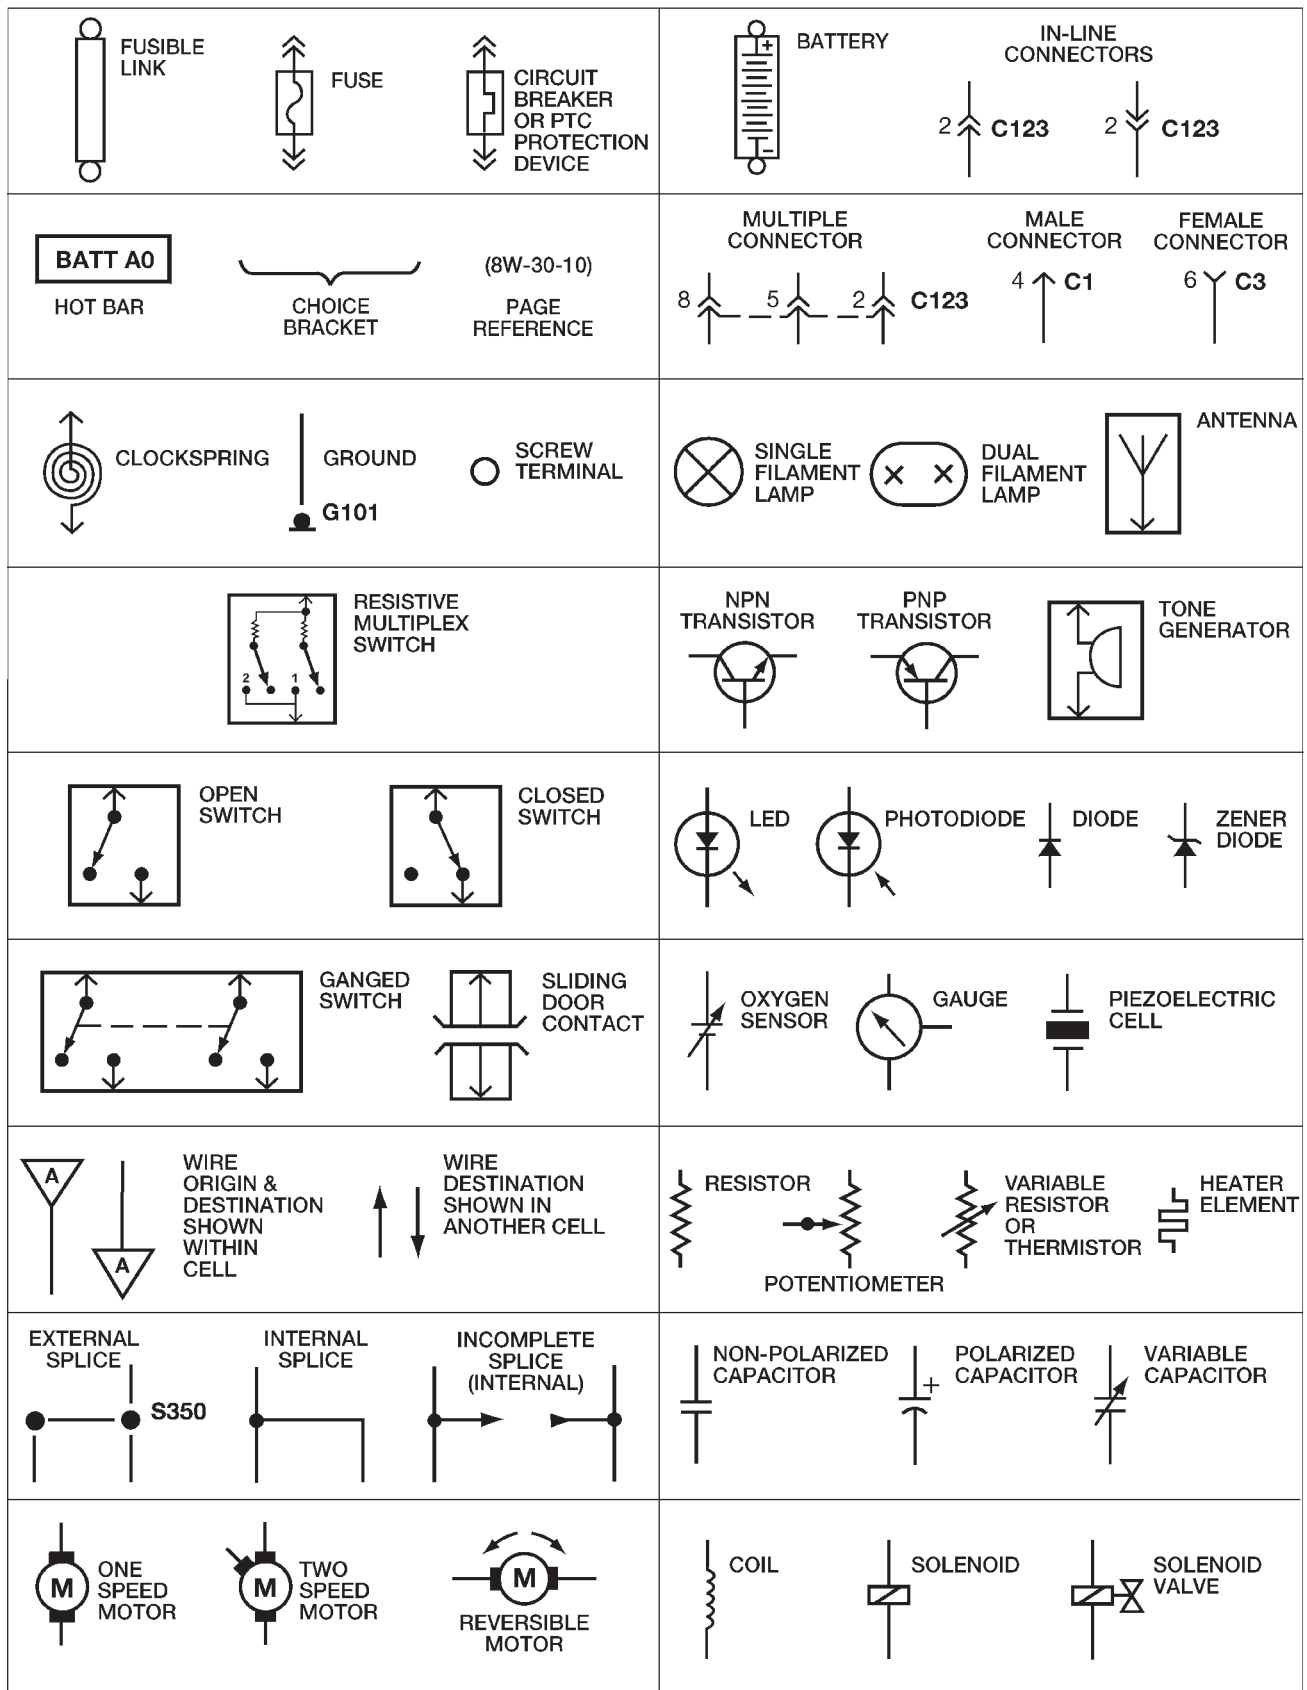 FUSIBLE
LINK
FUSE
CIRCUIT
BREAKER
OR PTC
PROTECTION
DEVICE
+
−
BATTERY
IN-LINE
CONNECTORS
2 C123
2 C123
BATT A0
HOT BAR
CHOICE
BRACKET
(8W-30-10)
PAGE
REFERENCE
MULTIPLE
CONNECTOR
8 5 2 C123
MALE
CONNECTOR
4 C1
FEMALE
CONNECTOR
6 C3
CLOCKSPRING
GROUND
G101
SCREW
TERMINAL
SINGLE
FILAMENT
LAMP
DUAL
FILAMENT
LAMP
ANTENNA
RESISTIVE
MULTIPLEX
SWITCH
2 1
NPN
TRANSISTOR
PNP
TRANSISTOR
TONE
GENERATOR
OPEN
SWITCH
CLOSED
SWITCH
LED
PHOTODIODE
DIODE
ZENER
DIODE
GANGED
SWITCH
SLIDING
DOOR
CONTACT
OXYGEN
SENSOR
GAUGE
PIEZOELECTRIC
CELL
A
A
WIRE
ORIGIN &
DESTINATION
SHOWN
WITHIN
CELL
WIRE
DESTINATION
SHOWN IN
ANOTHER CELL
RESISTOR
POTENTIOMETER
VARIABLE
RESISTOR
OR
THERMISTOR
HEATER
ELEMENT
EXTERNAL
SPLICE
S350
INTERNAL
SPLICE
INCOMPLETE
SPLICE
(INTERNAL)
NON-POLARIZED
CAPACITOR
+
POLARIZED
CAPACITOR
VARIABLE
CAPACITOR
M
ONE
SPEED
MOTOR
M
TWO
SPEED
MOTOR
M
REVERSIBLE
MOTOR
COIL
SOLENOID
SOLENOID
VALVE